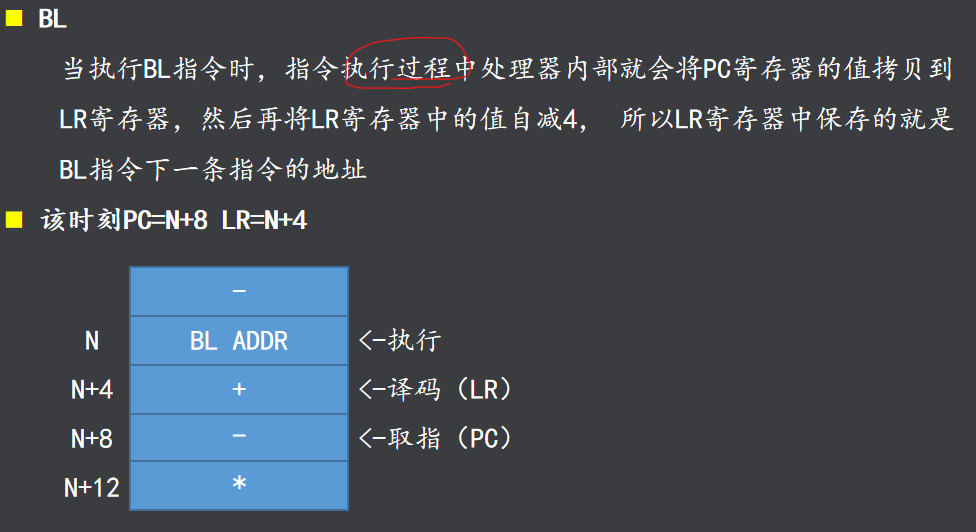 BL
当执行BL指令时，指令执行过程中处理器内部就会将PC寄存器的值拷贝到
LR寄存器，然后再将LR寄存器中的值自减4， 所以LR寄存器中保存的就是
BL指令下一条指令的地址
该时刻PC=N+8 LR=N+4
-
N BL ADDR <-执行
N+4 + <-译码（LR）
N+8 - <-取指（PC）
N+12 *